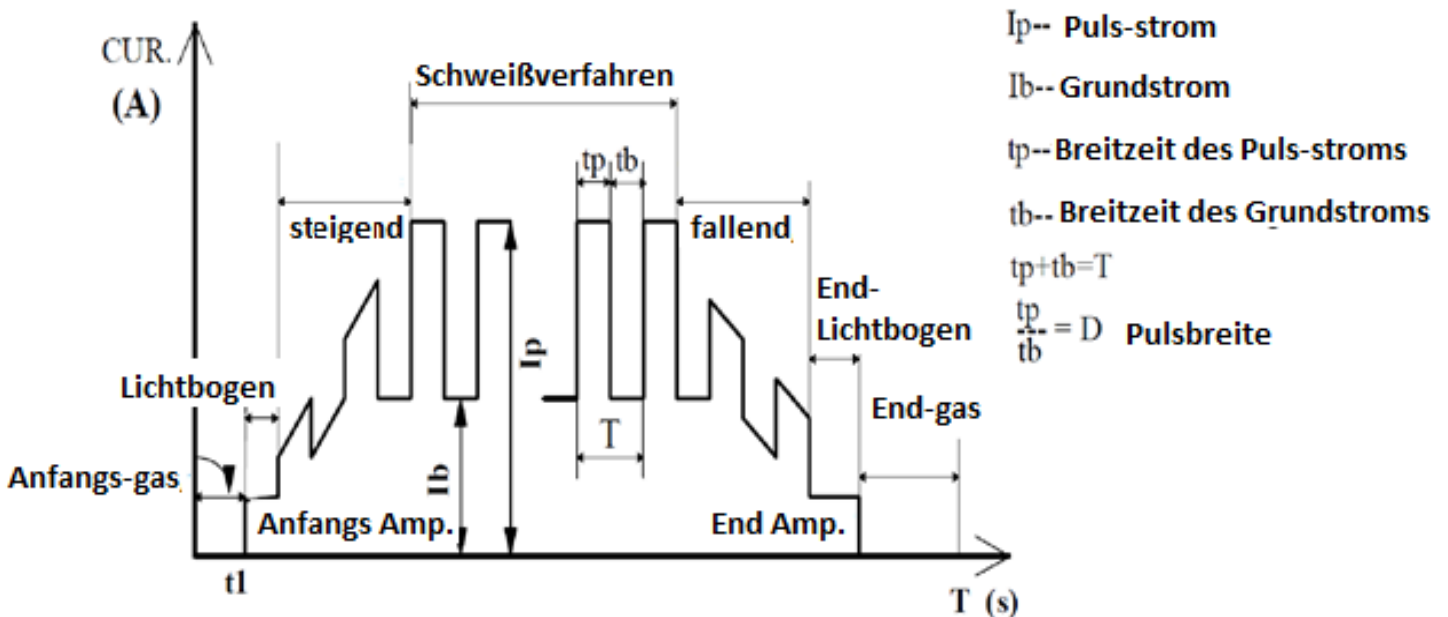 CUR.
(A)
Schweißverfahren
tp
tb
steigend
fallend
End-
Lichtbogen
Lichtbogen
Ip
T
End-gas
Anfangs-gas
Ib
Anfangs Amp.
End Amp.
t1
T (s)
Ip-- Puls-strom
Ib-- Grundstrom
tp-- Breitzeit des Puls-stroms
tb-- Breitzeit des Grundstroms
tp+tb=T
tp
--- = D Pulsbreite
tb